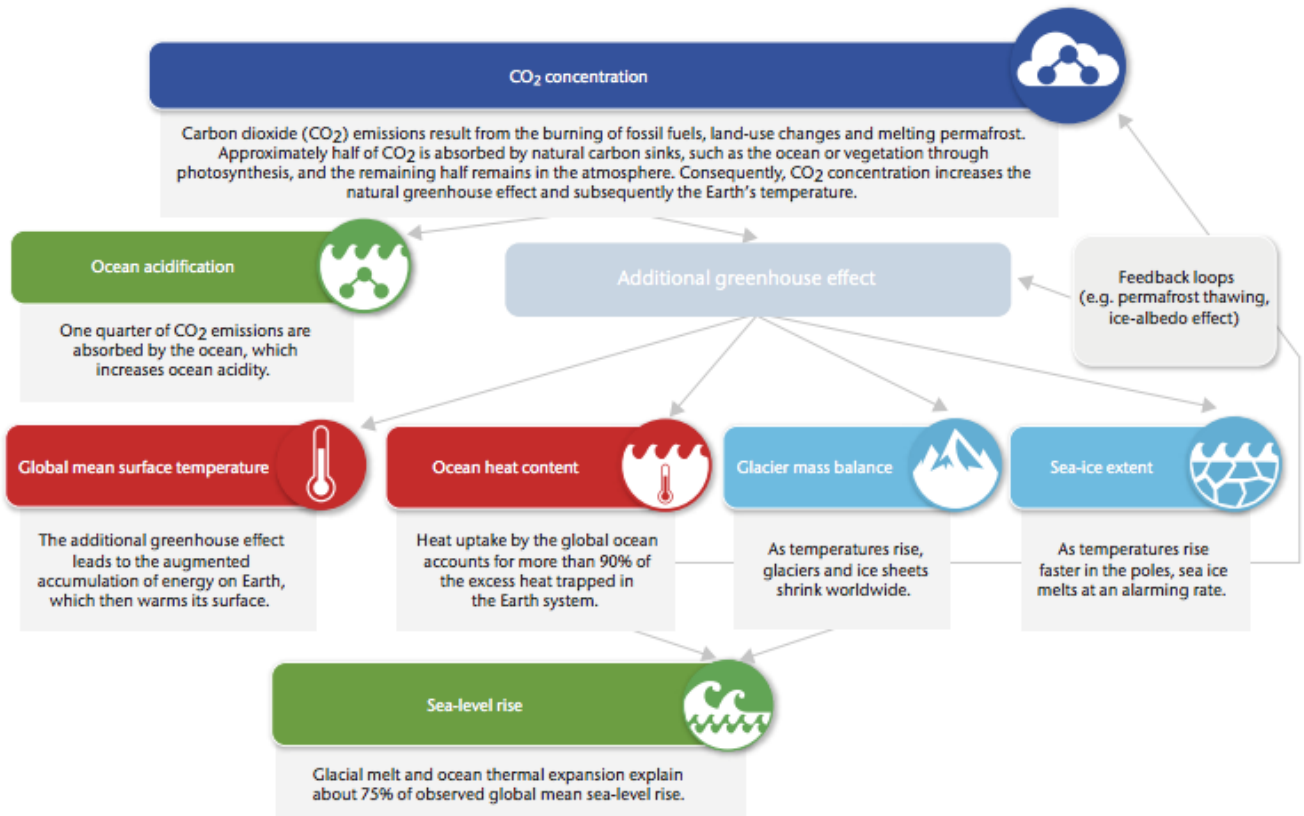 CO₂ concentration
Carbon dioxide (CO₂) emissions result from the burning of fossil fuels, land-use changes and melting permafrost.
Approximately half of CO₂ is absorbed by natural carbon sinks, such as the ocean or vegetation through
photosynthesis, and the remaining half remains in the atmosphere. Consequently, CO₂ concentration increases the
natural greenhouse effect and subsequently the Earth's temperature.
Ocean acidification
One quarter of CO₂ emissions are
absorbed by the ocean, which
increases ocean acidity.
Additional greenhouse effect
Feedback loops
(e.g. permafrost thawing,
ice-albedo effect)
Global mean surface temperature
The additional greenhouse effect
leads to the augmented
accumulation of energy on Earth,
which then warms its surface.
Ocean heat content
Heat uptake by the global ocean
accounts for more than 90% of
the excess heat trapped in
the Earth system.
Glacier mass balance
As temperatures rise,
glaciers and ice sheets
shrink worldwide.
Sea-ice extent
As temperatures rise
faster in the poles, sea ice
melts at an alarming rate.
Sea-level rise
Glacial melt and ocean thermal expansion explain
about 75% of observed global mean sea-level rise.